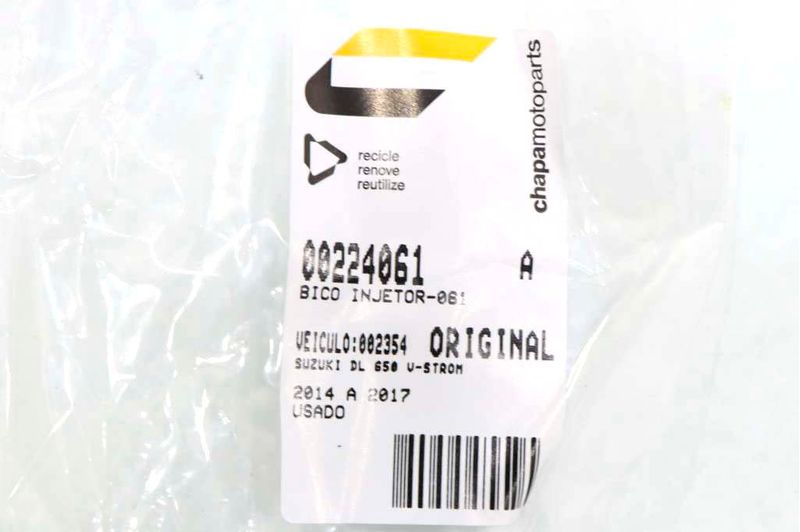 chapamotoparts
recicle
renove
reutilize
00224061 A
BICO INJETOR-061
VEICULO:002354 ORIGINAL
SUZUKI DL 650 V-STROM
2014 A 2017
USADO